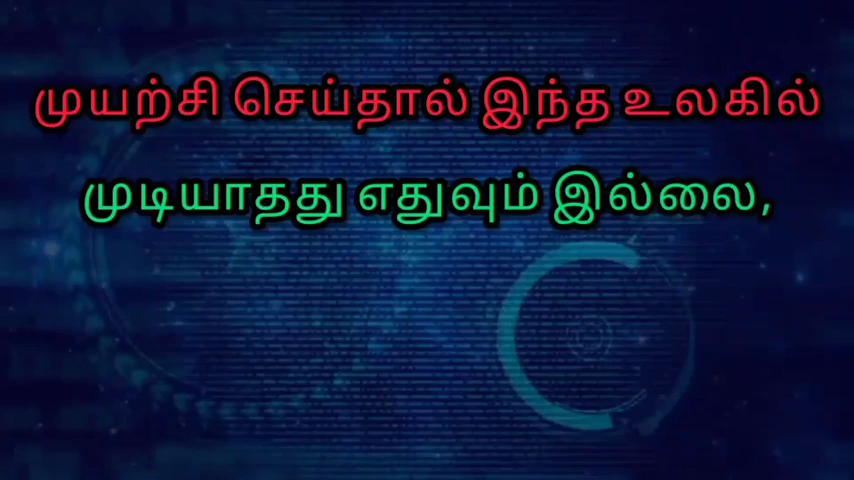 முயற்சி செய்தால் இந்த உலகில்
முடியாதது எதுவும் இல்லை,